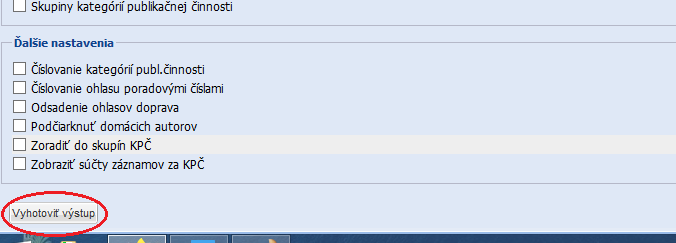 Skupiny kategórií publikačnej činnosti
Ďalšie nastavenia
Číslovanie kategórií publ.činnosti
Číslovanie ohlasu poradovými číslami
Odsadenie ohlasov doprava
Podčiarknuť domácich autorov
Zoradiť do skupín KPČ
Zobraziť súčty záznamov za KPČ
Vyhotoviť výstup